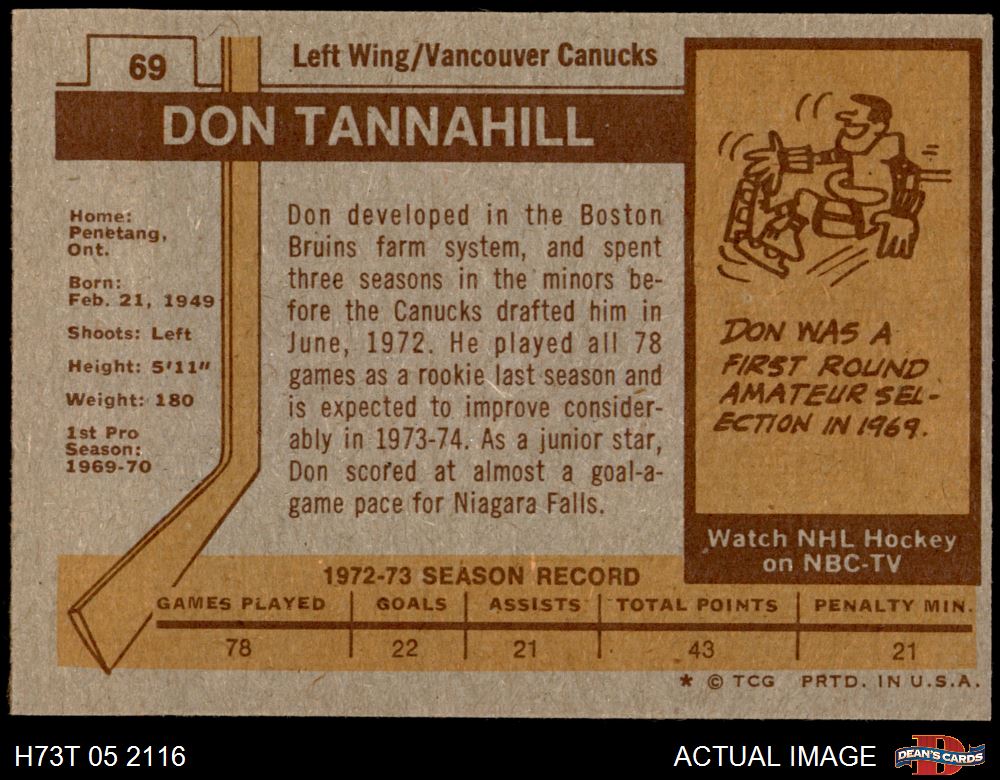 69
Left Wing/Vancouver Canucks
DON TANNAHILL
Home:
Penetang,
Ont.
Born:
Feb. 21, 1949
Shoots: Left
Height: 5'11"
Weight: 180
1st Pro
Season:
1969-70
Don developed in the Boston
Bruins farm system, and spent
three seasons in the minors be-
fore the Canucks drafted him in
June, 1972. He played all 78
games as a rookie last season and
is expected to improve consider-
ably in 1973-74. As a junior star,
Don scored at almost a goal-a-
game pace for Niagara Falls.
DON WAS A
FIRST ROUND
AMATEUR SEL-
ECTION IN 1969.
Watch NHL Hockey
on NBC-TV
1972-73 SEASON RECORD
GAMES PLAYED GOALS ASSISTS TOTAL POINTS PENALTY MIN.
78 22 21 43 21
* © TCG PRTD. IN U.S.A.
H73T 05 2116
ACTUAL IMAGE
D
DEAN'S CARDS